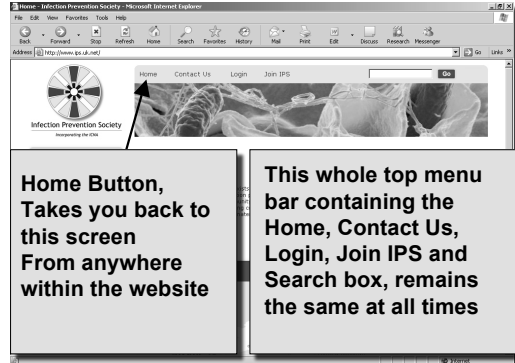 Home - Infection Prevention Society - Microsoft Internet Explorer
File Edit View Favorites Tools Help
Back Forward Stop Refresh Home Search Favorites History Mail Print Edit Discuss Research Messenger
Address http://www.ips.uk.net/ Go Links »
Home Contact Us Login Join IPS Go
Infection Prevention Society
Incorporating the ICNA
Home Button,
Takes you back to
this screen
From anywhere
within the website
This whole top menu
bar containing the
Home, Contact Us,
Login, Join IPS and
Search box, remains
the same at all times
Internet